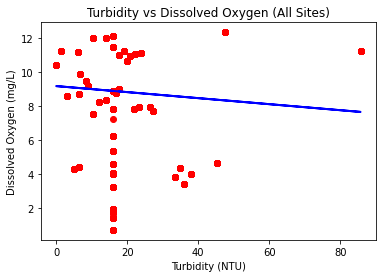 Turbidity vs Dissolved Oxygen (All Sites)
12
10
8
6
4
2
Dissolved Oxygen (mg/L)
0 20 40 60 80
Turbidity (NTU)